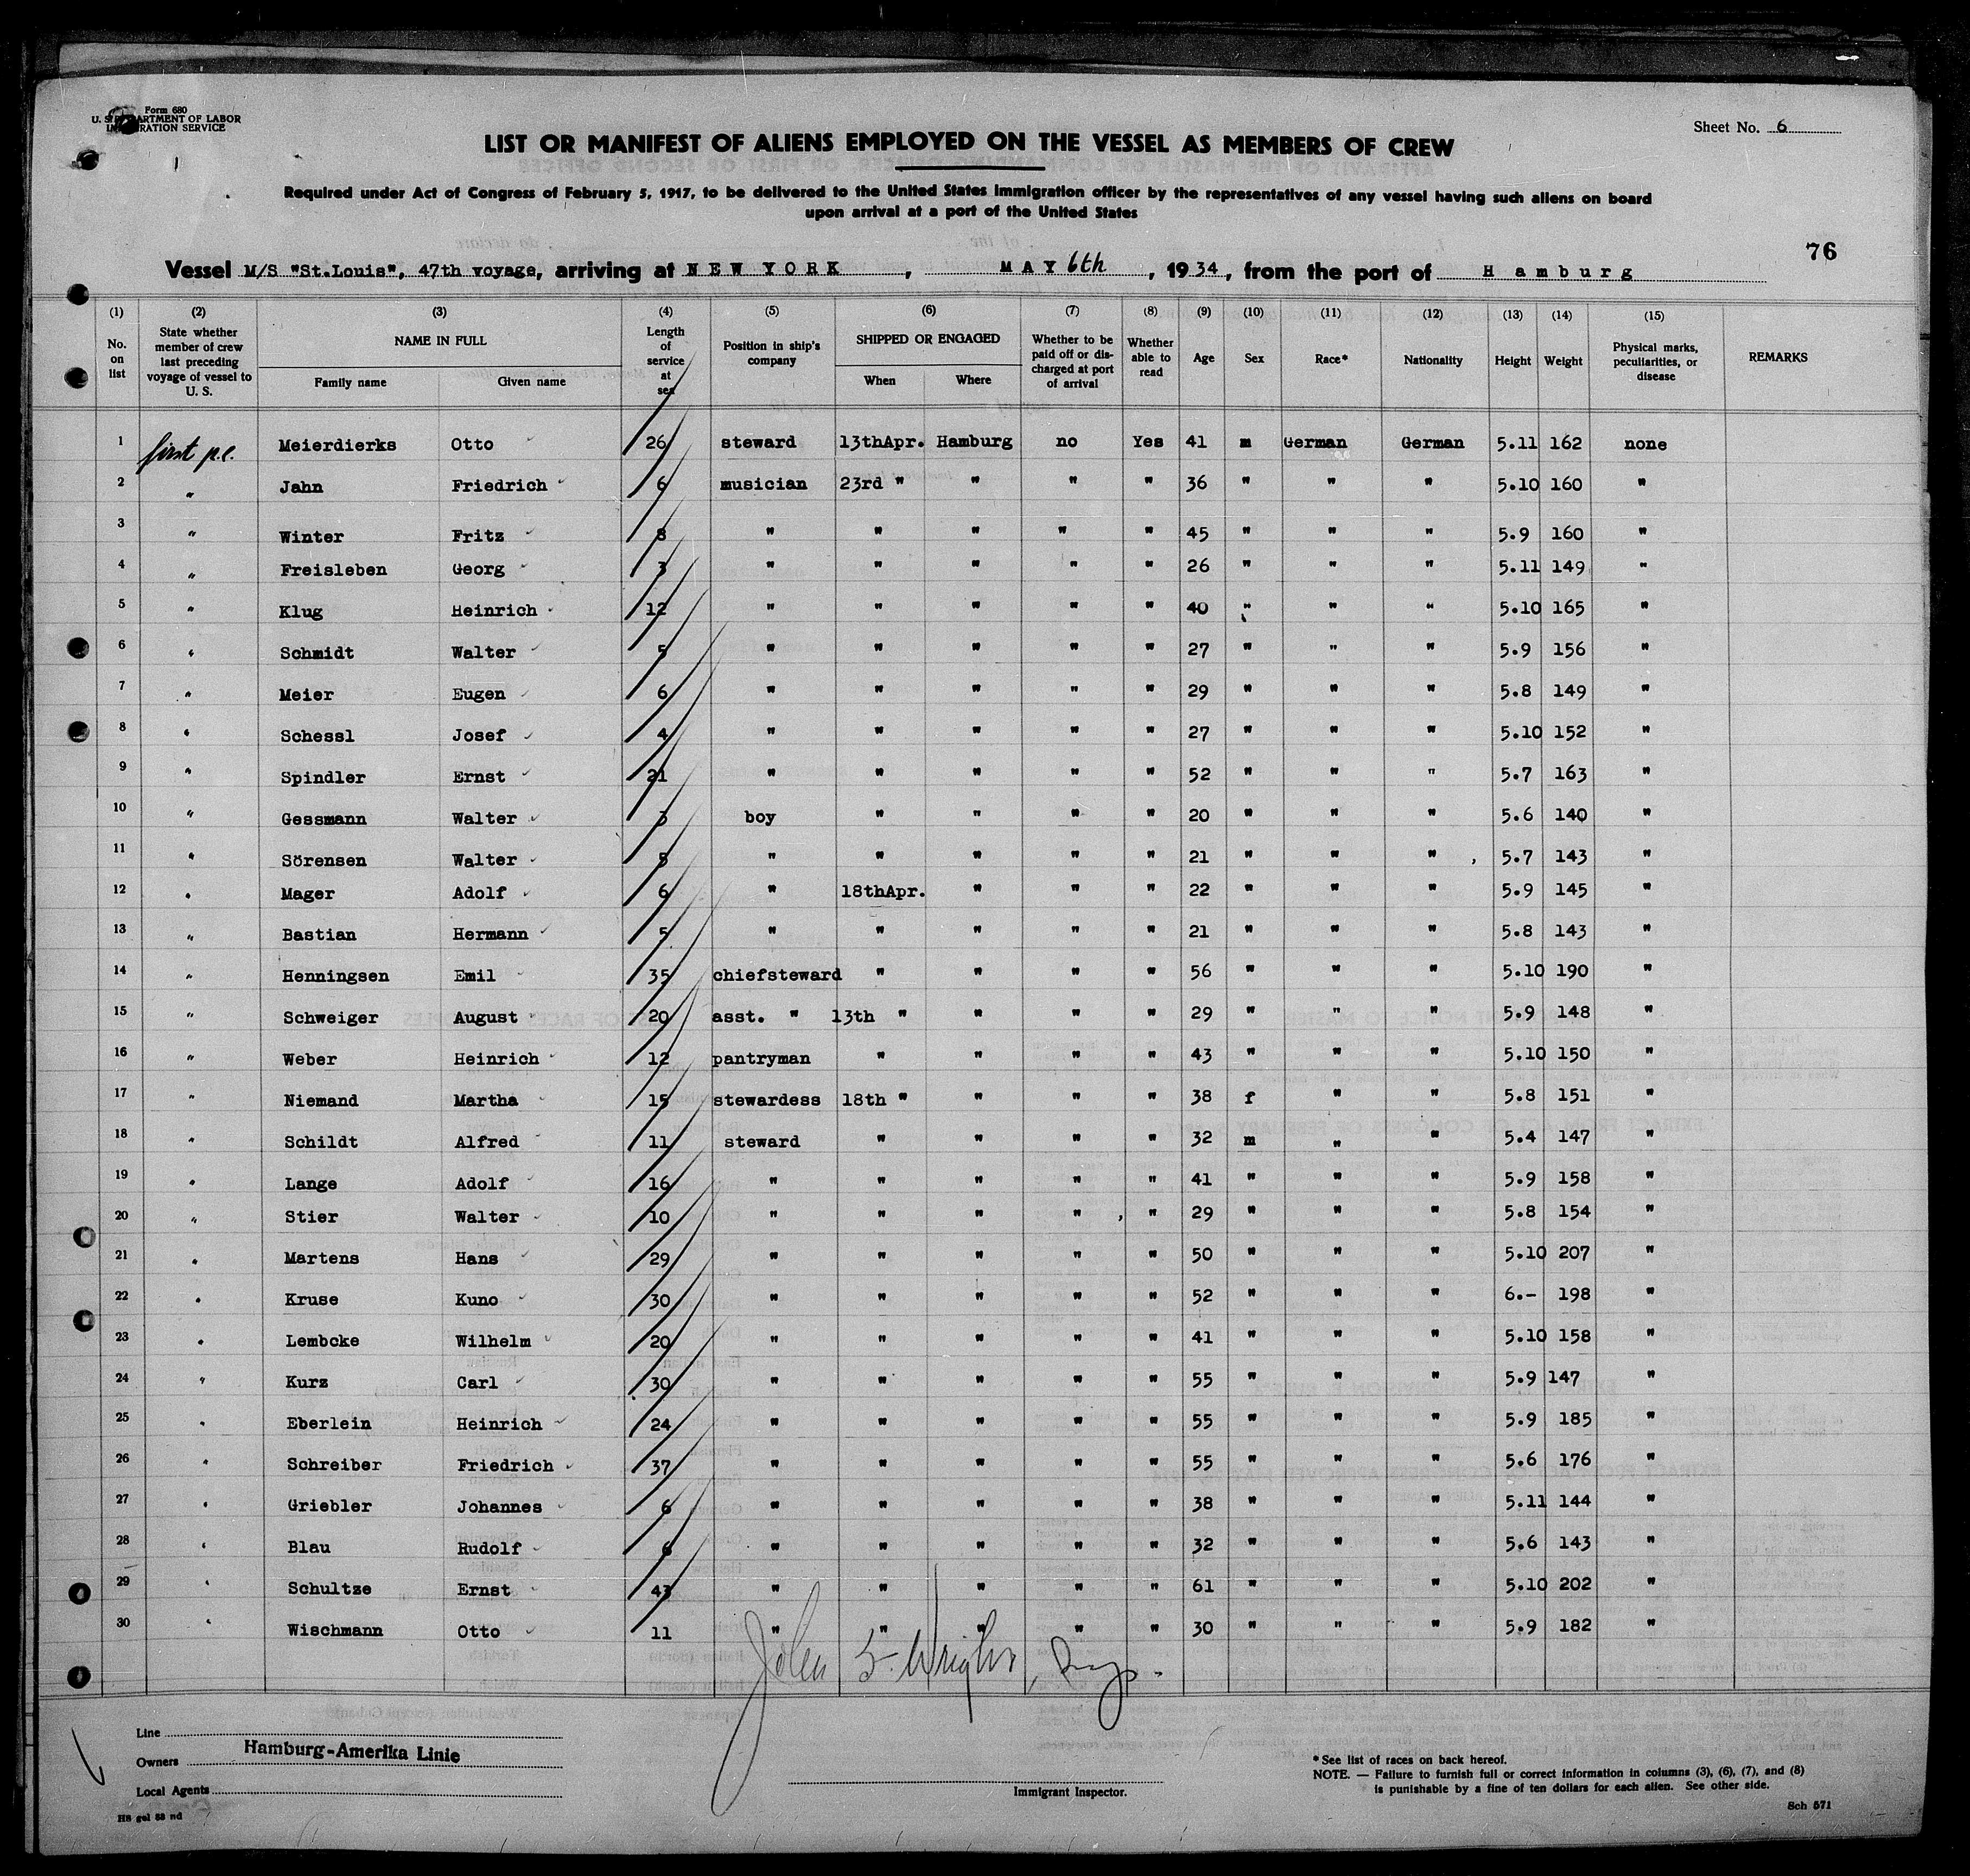 Form 680
U. S. DEPARTMENT OF LABOR
IMMIGRATION SERVICE
Sheet No. 6
LIST OR MANIFEST OF ALIENS EMPLOYED ON THE VESSEL AS MEMBERS OF CREW
Required under Act of Congress of February 5, 1917, to be delivered to the United States Immigration officer by the representatives of any vessel having such aliens on board
upon arrival at a port of the United States
76
Vessel M/S "St.Louis", 47th voyage, arriving at NEW YORK, MAY 6th, 1934, from the port of Hamburg
(1) (2) (3) (4) (5) (6) (7) (8) (9) (10) (11) (12) (13) (14) (15)
No. on list | State whether member of crew last preceding voyage of vessel to U. S. | NAME IN FULL Family name Given name | Length of service at sea | Position in ship's company | SHIPPED OR ENGAGED When Where | Whether to be paid off or discharged at port of arrival | Whether able to read | Age | Sex | Race* | Nationality | Height | Weight | Physical marks, peculiarities, or disease | REMARKS
1 first p.c. Meierdierks Otto 26 steward 13thApr. Hamburg no Yes 41 m German German 5.11 162 none
2 " Jahn Friedrich 6 musician 23rd " " " " 36 " " " 5.10 160 "
3 " Winter Fritz 8 " " " " " 45 " " " 5.9 160 "
4 " Freisleben Georg 3 " " " " " 26 " " " 5.11 149 "
5 " Klug Heinrich 12 " " " " " 40 " " " 5.10 165 "
6 " Schmidt Walter 5 " " " " " 27 " " " 5.9 156 "
7 " Meier Eugen 6 " " " " " 29 " " " 5.8 149 "
8 " Schessl Josef 4 " " " " " 27 " " " 5.10 152 "
9 " Spindler Ernst 21 " " " " " 52 " " " 5.7 163 "
10 " Gessmann Walter 3 boy " " " " 20 " " " 5.6 140 "
11 " Sörensen Walter 5 " " " " " 21 " " " 5.7 143 "
12 " Mager Adolf 6 " 18thApr. " " " 22 " " " 5.9 145 "
13 " Bastian Hermann 5 " " " " " 21 " " " 5.8 143 "
14 " Henningsen Emil 35 chiefsteward " " " " 56 " " " 5.10 190 "
15 " Schweiger August 20 asst. " 13th " " " " 29 " " " 5.9 148 "
16 " Weber Heinrich 12 pantryman " " " " 43 " " " 5.10 150 "
17 " Niemand Martha 15 stewardess 18th " " " " 38 f " " 5.8 151 "
18 " Schildt Alfred 11 steward " " " " 32 m " " 5.4 147 "
19 " Lange Adolf 16 " " " " " 41 " " " 5.9 158 "
20 " Stier Walter 10 " " " " " 29 " " " 5.8 154 "
21 " Martens Hans 29 " " " " " 50 " " " 5.10 207 "
22 " Kruse Kuno 30 " " " " " 52 " " " 6.- 198 "
23 " Lembcke Wilhelm 20 " " " " " 41 " " " 5.10 158 "
24 " Kurz Carl 30 " " " " " 55 " " " 5.9 147 "
25 " Eberlein Heinrich 24 " " " " " 55 " " " 5.9 185 "
26 " Schreiber Friedrich 37 " " " " " 55 " " " 5.6 176 "
27 " Griebler Johannes 6 " " " " " 38 " " " 5.11 144 "
28 " Blau Rudolf 6 " " " " " 32 " " " 5.6 143 "
29 " Schultze Ernst 43 " " " " " 61 " " " 5.10 202 "
30 " Wischmann Otto 11 " " " " " 30 " " " 5.9 182 "
John S. Wright
Line
Owners Hamburg-Amerika Linie
Local Agents
Immigrant Inspector.
* See list of races on back hereof.
NOTE. — Failure to furnish full or correct information in columns (3), (6), (7), and (8)
is punishable by a fine of ten dollars for each alien. See other side.
Sch 571